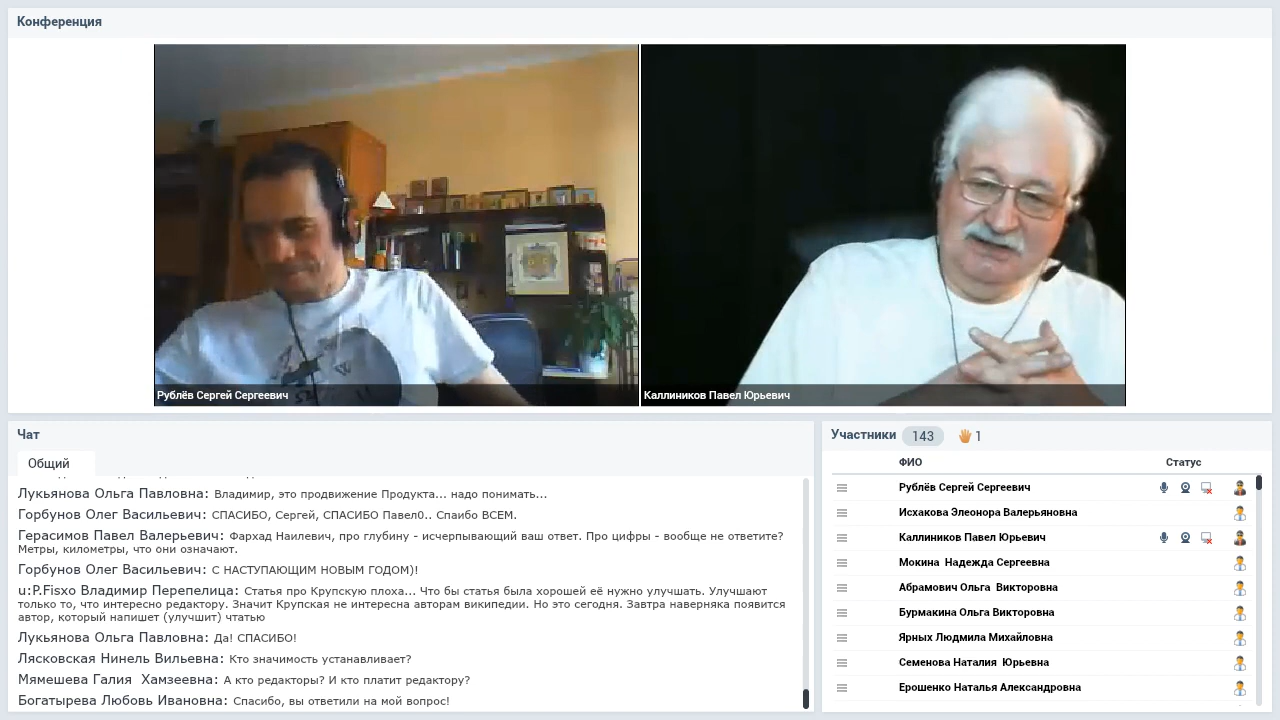 Конференция
Рублёв Сергей Сергеевич
Каллиников Павел Юрьевич
Чат
Общий
Лукьянова Ольга Павловна: Владимир, это продвижение Продукта... надо понимать...
Горбунов Олег Васильевич: СПАСИБО, Сергей, СПАСИБО Павел0.. Спаибо ВСЕМ.
Герасимов Павел Валерьевич: Фархад Наилевич, про глубину - исчерпывающий ваш ответ. Про цифры - вообще не ответите?
Метры, километры, что они означают.
Горбунов Олег Васильевич: С НАСТУПАЮЩИМ НОВЫМ ГОДОМ)!
u:P.Fisxo Владимир Перепелица: Статья про Крупскую плоха... Что бы статья была хорошей её нужно улучшать. Улучшают
только то, что интересно редактору. Значит Крупская не интересна авторам википедии. Но это сегодня. Завтра наверняка появится
автор, который напишет (улучшит) чтатью
Лукьянова Ольга Павловна: Да! СПАСИБО!
Лясковская Нинель Вильевна: Кто значимость устанавливает?
Мямешева Галия Хамзеевна: А кто редакторы? И кто платит редактору?
Богатырева Любовь Ивановна: Спасибо, вы ответили на мой вопрос!
Участники 143 1
ФИО Статус
Рублёв Сергей Сергеевич
Исхакова Элеонора Валерьяновна
Каллиников Павел Юрьевич
Мокина Надежда Сергеевна
Абрамович Ольга Викторовна
Бурмакина Ольга Викторовна
Ярных Людмила Михайловна
Семенова Наталия Юрьевна
Ерошенко Наталья Александровна